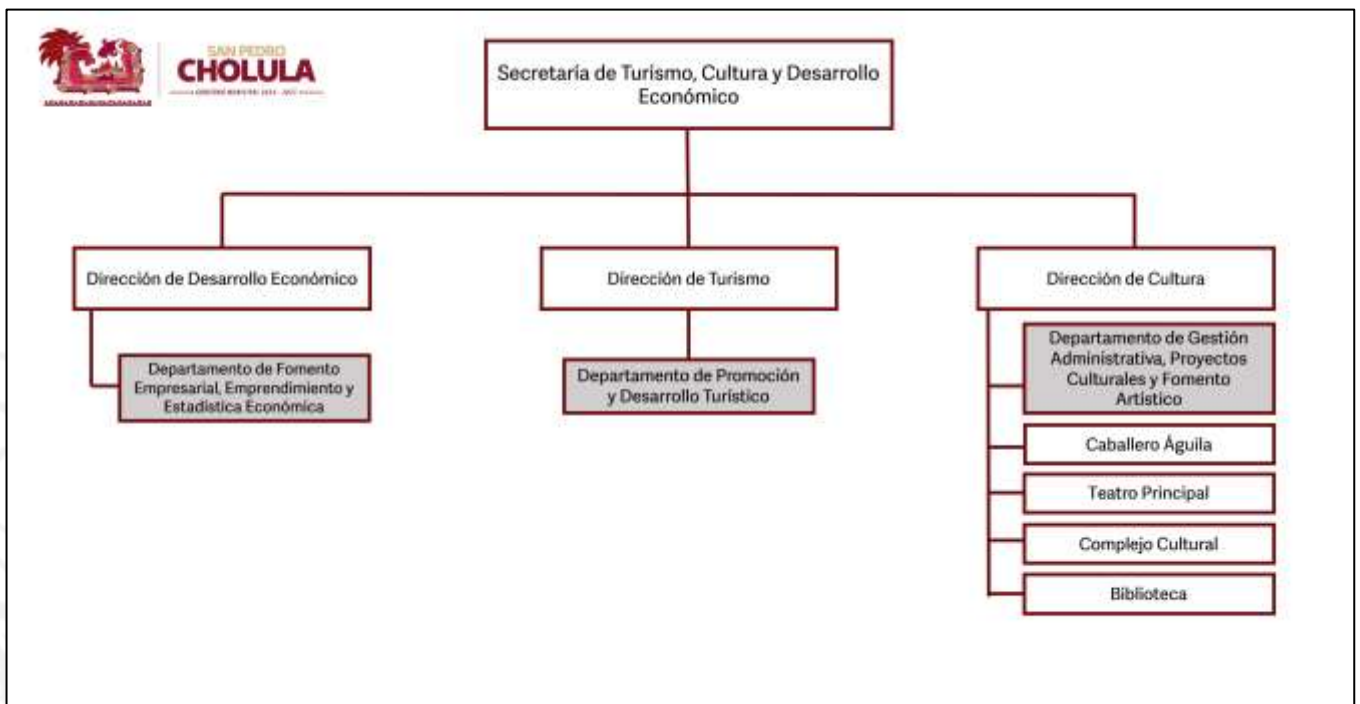 SAN PEDRO
CHOLULA
Secretaría de Turismo, Cultura y Desarrollo
Económico
Dirección de Desarrollo Económico
Dirección de Turismo
Dirección de Cultura
Departamento de Fomento
Empresarial, Emprendimiento y
Estadística Económica
Departamento de Promoción
y Desarrollo Turístico
Departamento de Gestión
Administrativa, Proyectos
Culturales y Fomento
Artístico
Caballero Águila
Teatro Principal
Complejo Cultural
Biblioteca